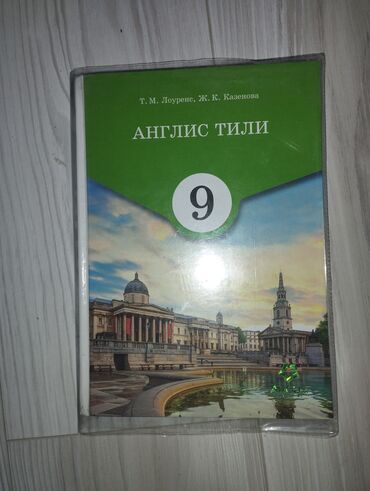 Т. М. Лоуренс, Ж. К. Казенова
АНГЛИС ТИЛИ
9